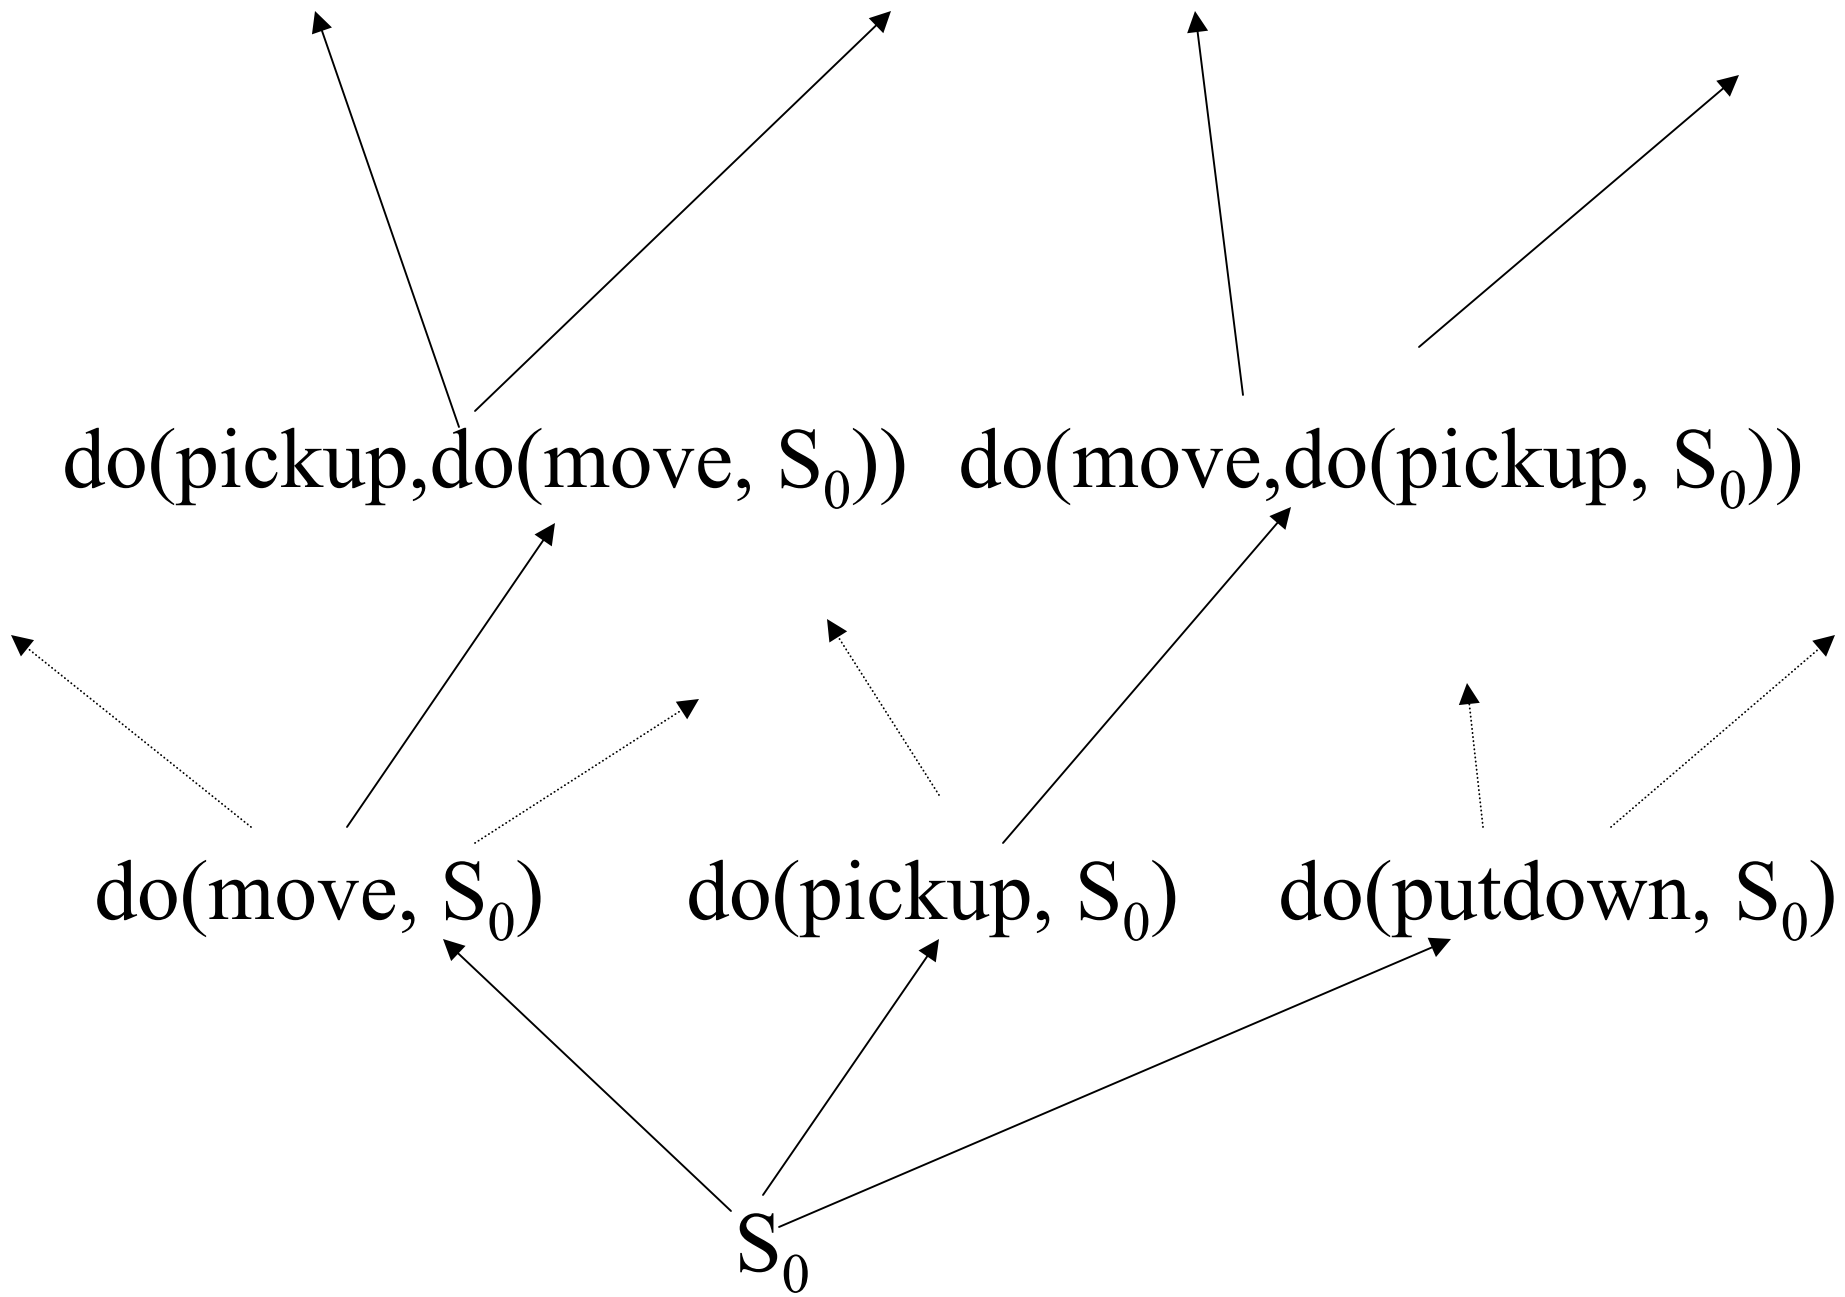 do(pickup,do(move, S₀)) do(move,do(pickup, S₀))
do(move, S₀) do(pickup, S₀) do(putdown, S₀)
S₀